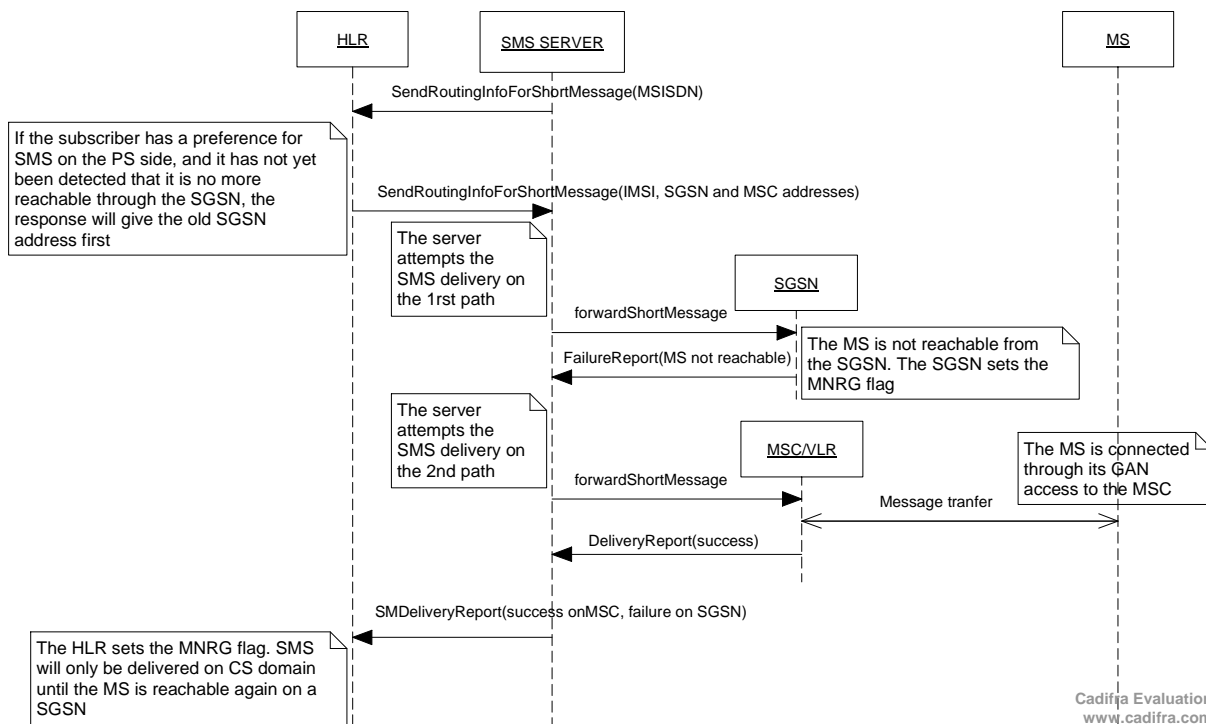 HLR
SMS SERVER
MS
SendRoutingInfoForShortMessage(MSISDN)
If the subscriber has a preference for
SMS on the PS side, and it has not yet
been detected that it is no more
reachable through the SGSN, the
response will give the old SGSN
address first
SendRoutingInfoForShortMessage(IMSI, SGSN and MSC addresses)
The server
attempts the
SMS delivery on
the 1rst path
SGSN
forwardShortMessage
The MS is not reachable from
the SGSN. The SGSN sets the
MNRG flag
FailureReport(MS not reachable)
The server
attempts the
SMS delivery on
the 2nd path
MSC/VLR
The MS is connected
through its GAN
access to the MSC
forwardShortMessage
Message tranfer
DeliveryReport(success)
SMDeliveryReport(success onMSC, failure on SGSN)
The HLR sets the MNRG flag. SMS
will only be delivered on CS domain
until the MS is reachable again on a
SGSN
Cadifra Evaluation
www.cadifra.com